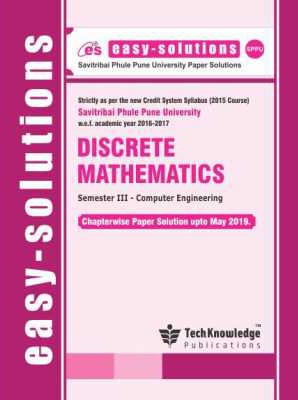 easy-solutions
es easy-solutions SPPU
Savitribai Phule Pune University Paper Solutions
Strictly as per the new Credit System Syllabus (2015 Course)
Savitribai Phule Pune University
w.e.f. academic year 2016-2017
DISCRETE
MATHEMATICS
Semester III - Computer Engineering
Chapterwise Paper Solution upto May 2019.
TechKnowledge™
Publications